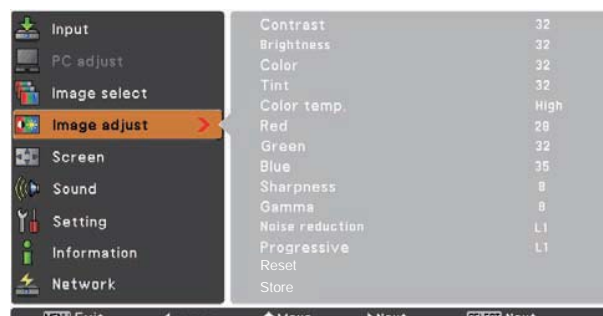 Input
PC adjust
Image select
Image adjust
Screen
Sound
Setting
Information
Network
Contrast 32
Brightness 32
Color 32
Tint 32
Color temp. High
Red 28
Green 32
Blue 35
Sharpness 8
Gamma 8
Noise reduction L1
Progressive L1
Reset
Store
Exit Move Next Next